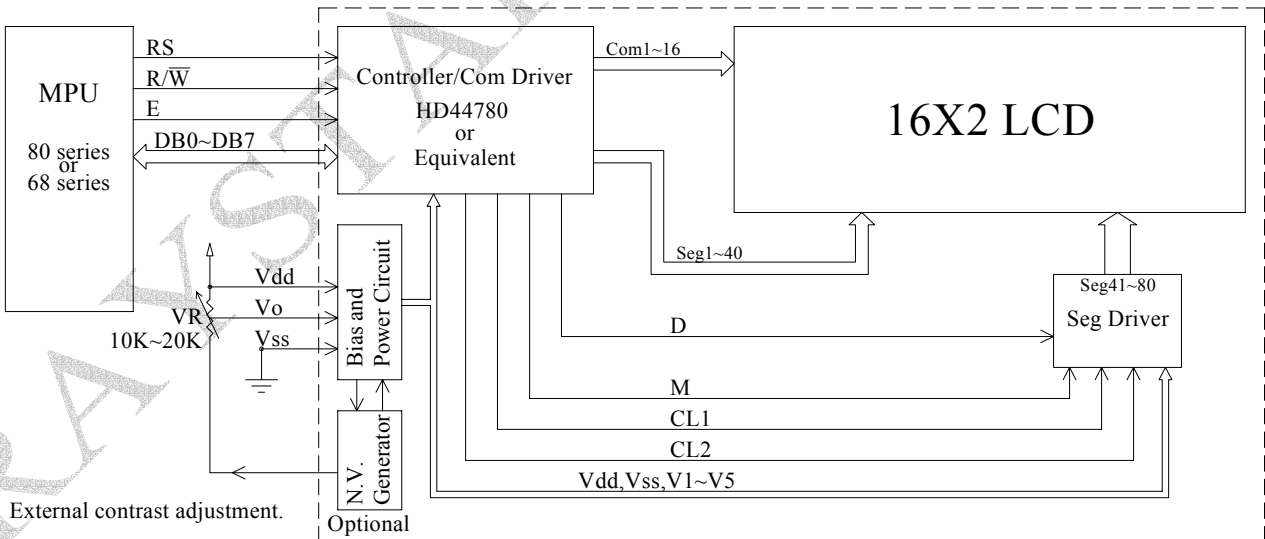 MPU
80 series
or
68 series
RS
R/W̅
E
DB0~DB7
Controller/Com Driver
HD44780
or
Equivalent
Com1~16
16X2 LCD
Seg1~40
Seg41~80
Seg Driver
Vdd
Vo
Vss
VR
10K~20K
Bias and
Power Circuit
D
M
CL1
CL2
Vdd,Vss,V1~V5
N.V.
Generator
Optional
External contrast adjustment.